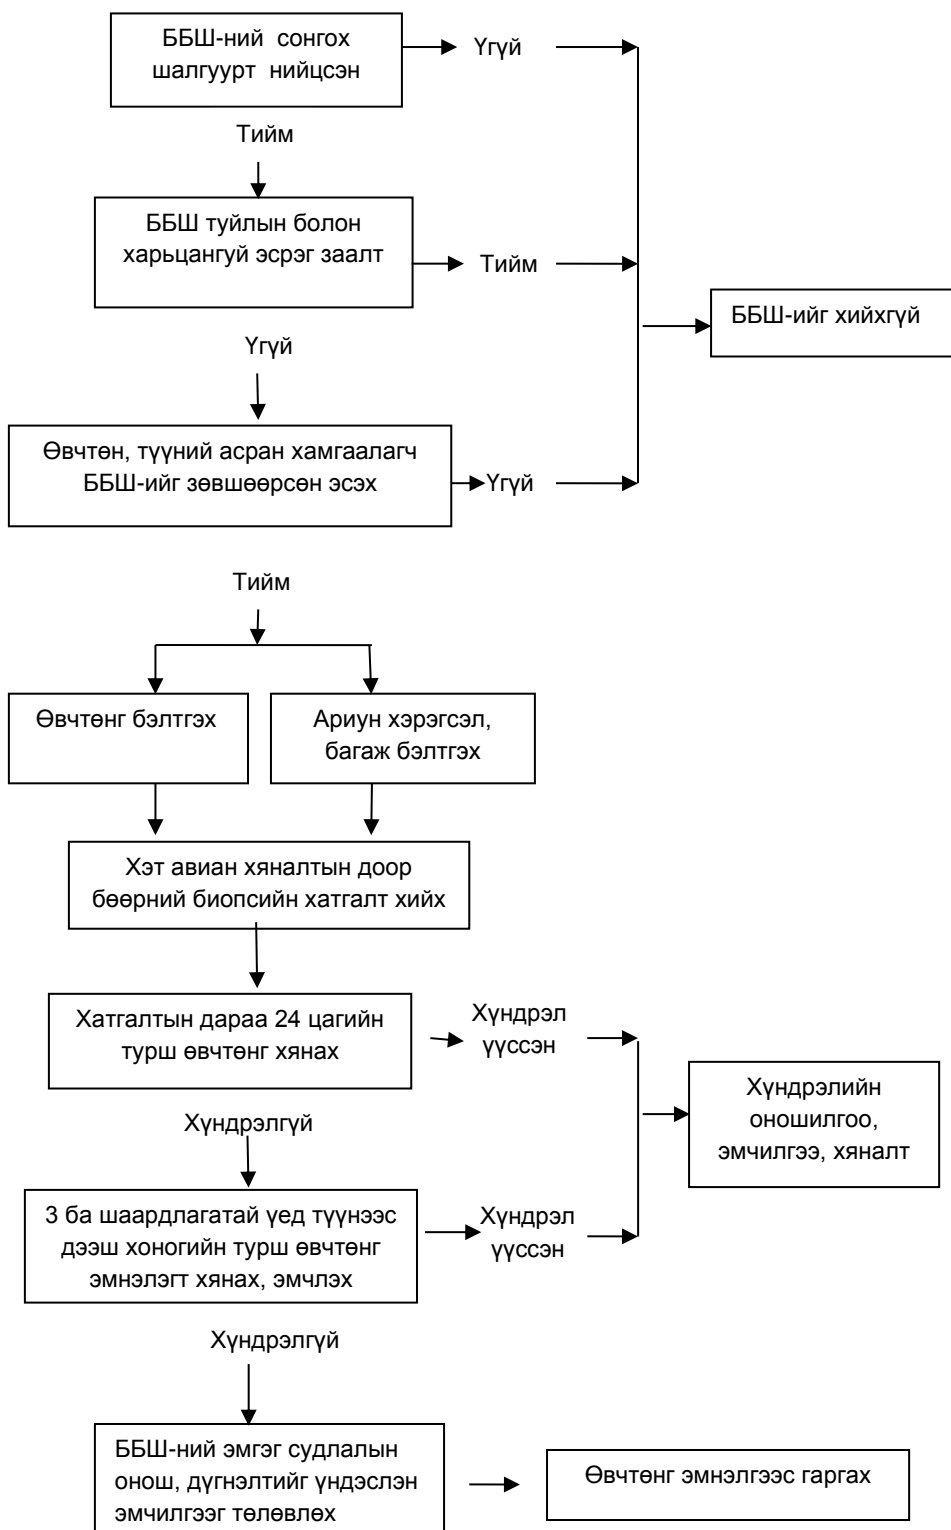 ББШ-ний сонгох
шалгуурт нийцсэн
Үгүй
Тийм
ББШ туйлын болон
харьцангуй эсрэг заалт
Тийм
ББШ-ийг хийхгүй
Үгүй
Өвчтөн, түүний асран хамгаалагч
ББШ-ийг зөвшөөрсөн эсэх
Үгүй
Тийм
Өвчтөнг бэлтгэх
Ариун хэрэгсэл,
багаж бэлтгэх
Хэт авиан хяналтын доор
бөөрний биопсийн хатгалт хийх
Хатгалтын дараа 24 цагийн
турш өвчтөнг хянах
Хүндрэл
үүссэн
Хүндрэлийн
оношилгоо,
эмчилгээ, хяналт
Хүндрэлгүй
3 ба шаардлагатай үед түүнээс
дээш хоногийн турш өвчтөнг
эмнэлэгт хянах, эмчлэх
Хүндрэл
үүссэн
Хүндрэлгүй
ББШ-ний эмгэг судлалын
онош, дүгнэлтийг үндэслэн
эмчилгээг төлөвлөх
Өвчтөнг эмнэлгээс гаргах